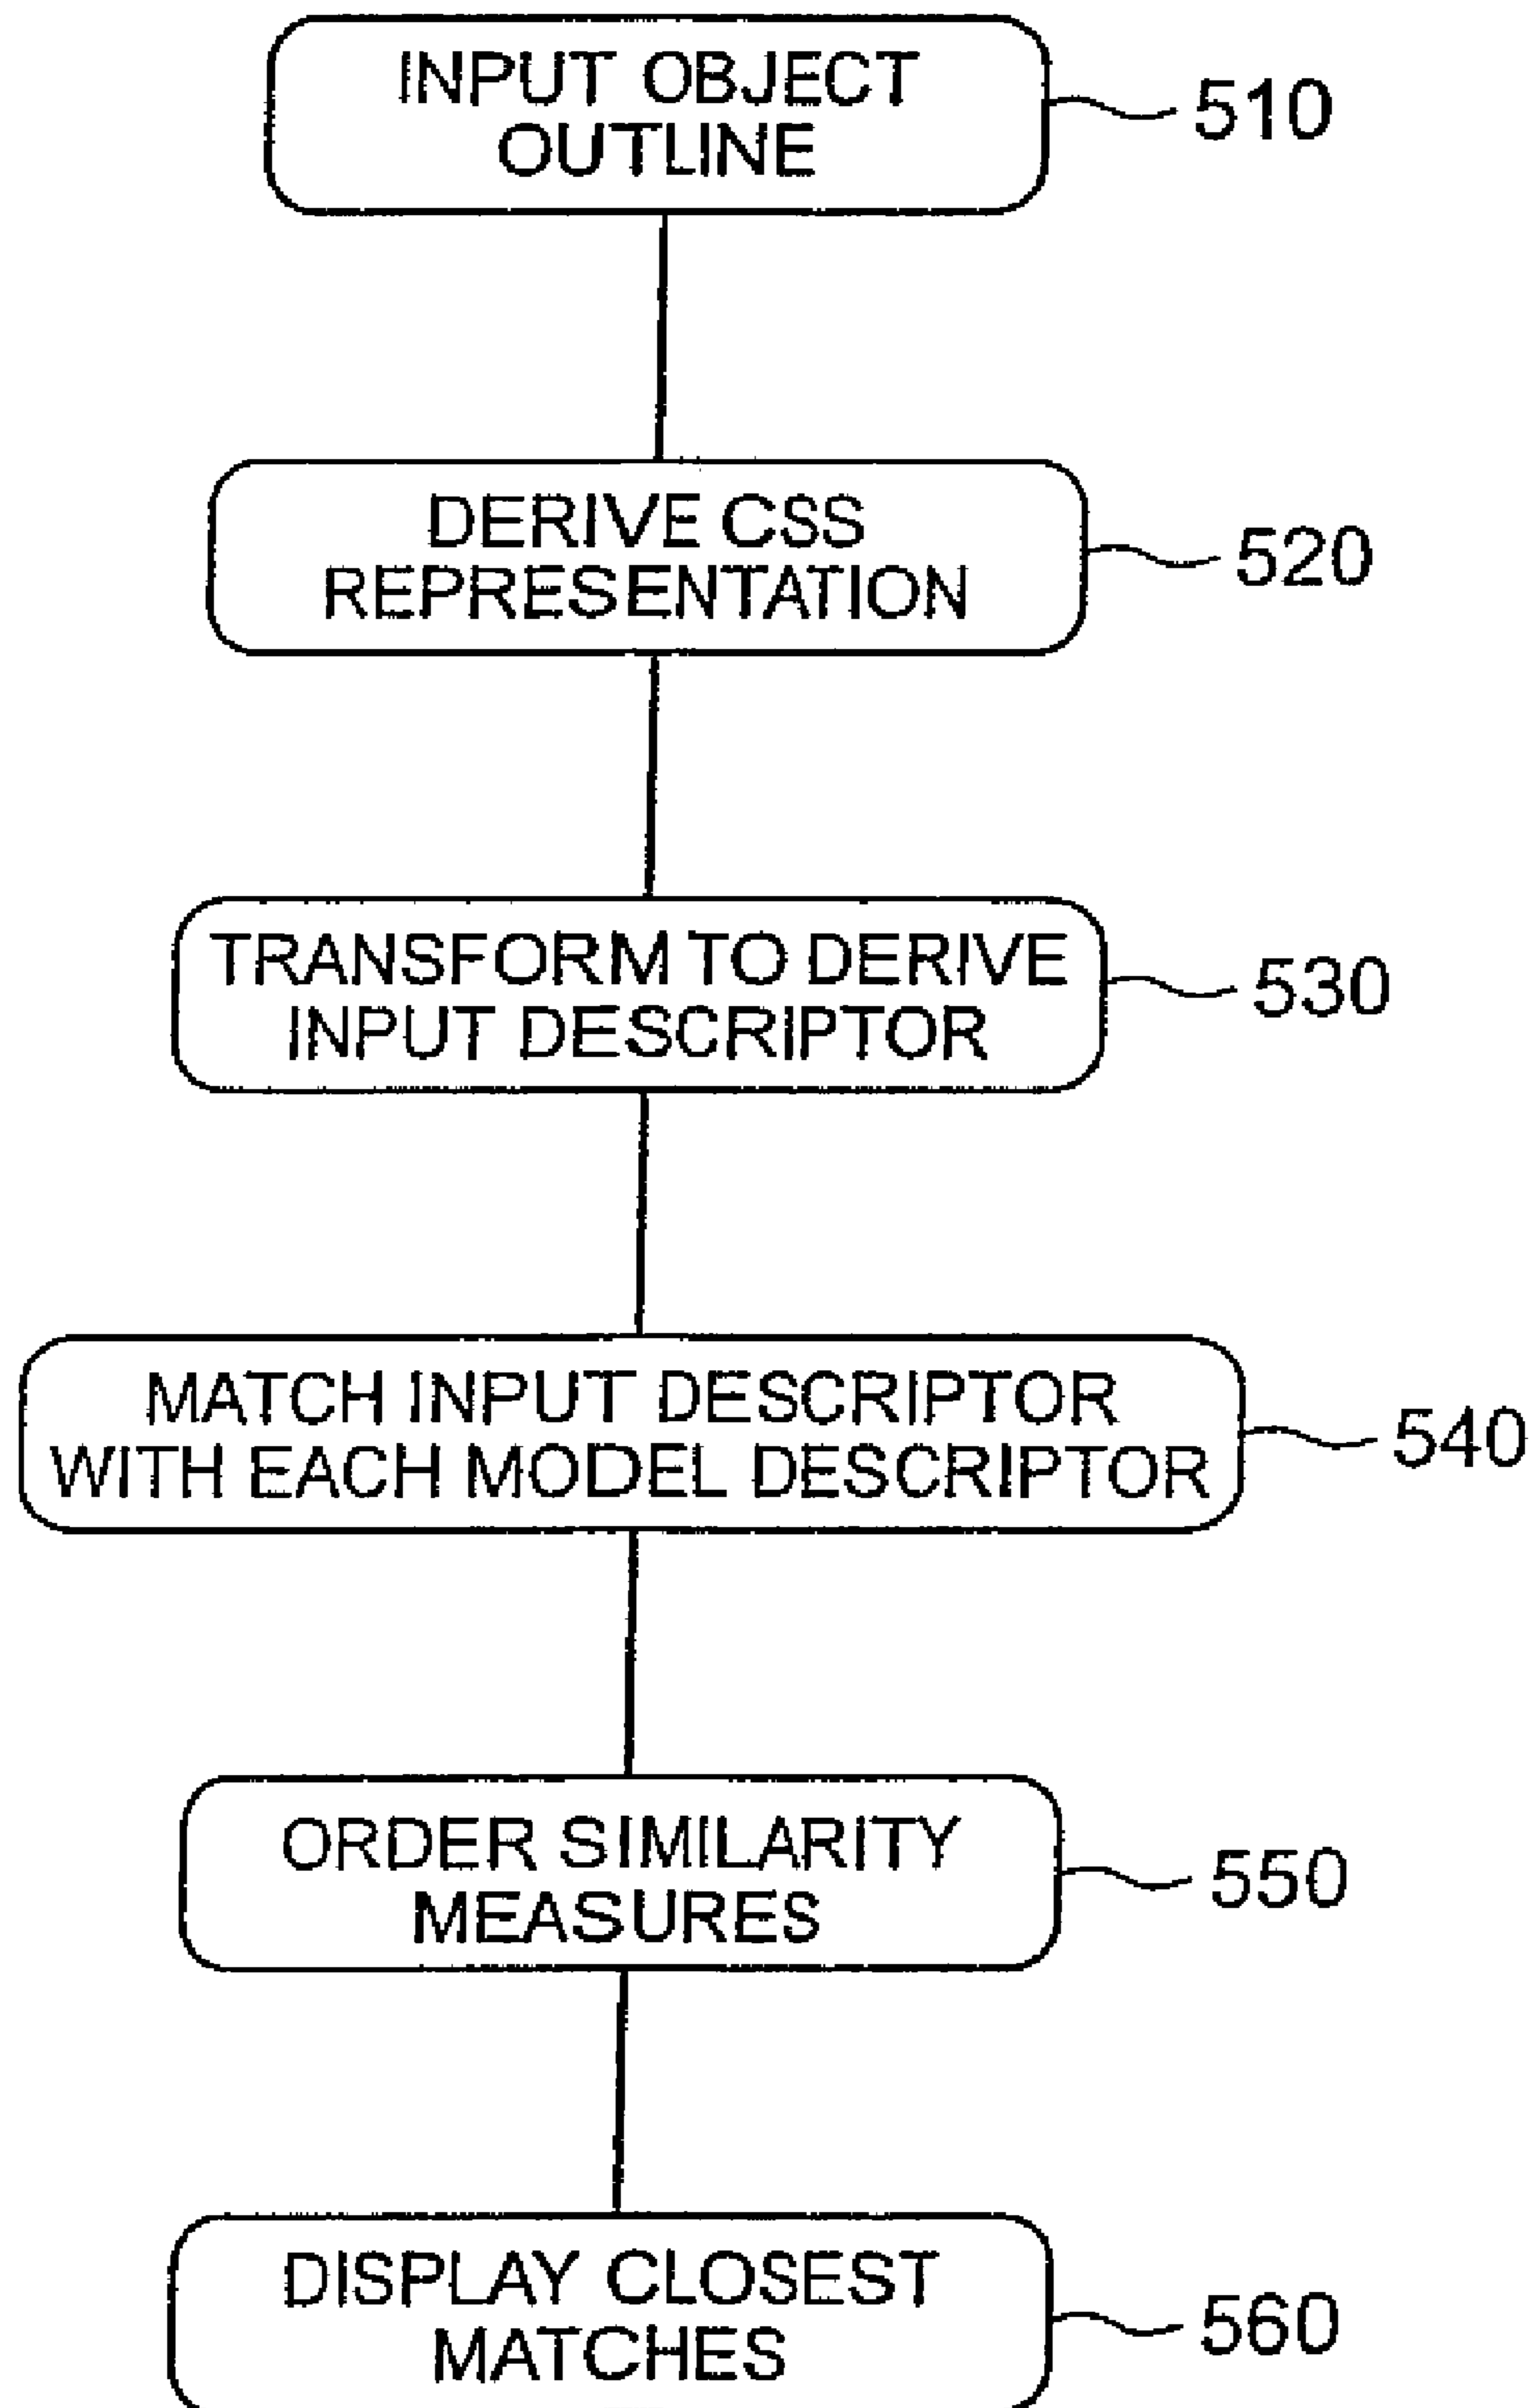 INPUT OBJECT
OUTLINE
510
DERIVE CSS
REPRESENTATION
520
TRANSFORM TO DERIVE
INPUT DESCRIPTOR
530
MATCH INPUT DESCRIPTOR
WITH EACH MODEL DESCRIPTOR
540
ORDER SIMILARITY
MEASURES
550
DISPLAY CLOSEST
MATCHES
560